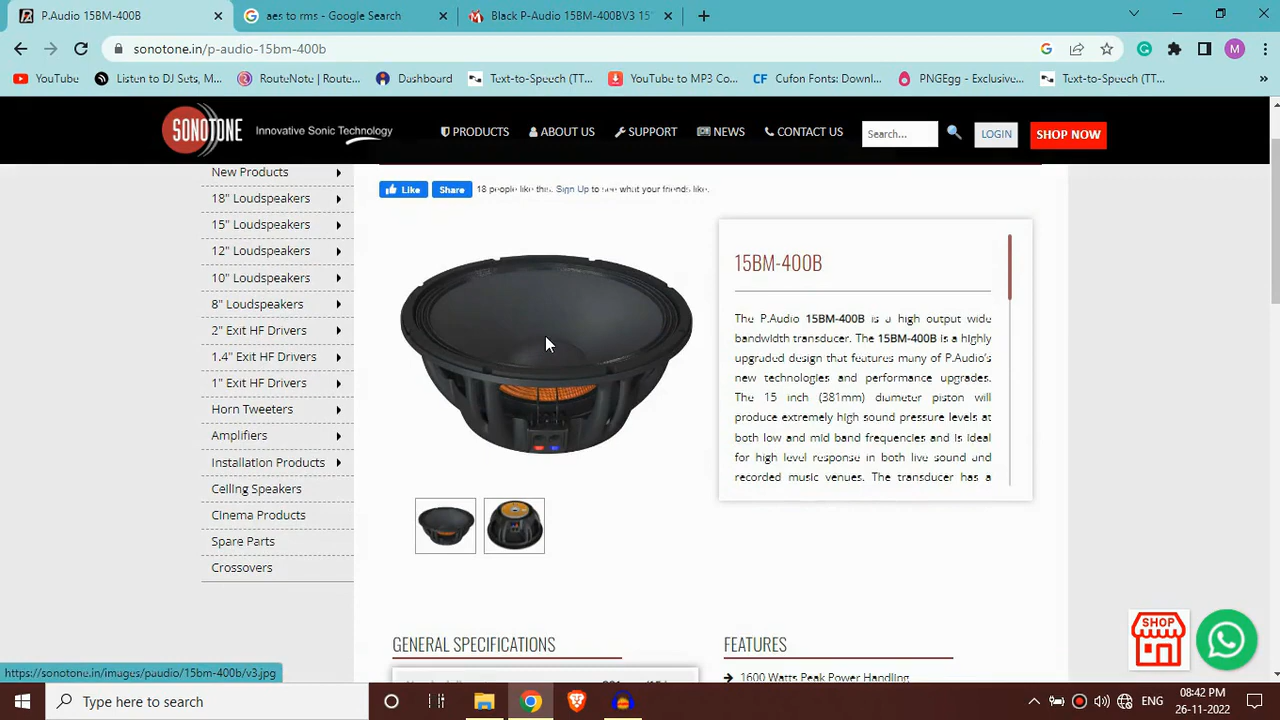 P.Audio 15BM-400B
aes to rms - Google Search
Black P-Audio 15BM-400BV3 15"
sonotone.in/p-audio-15bm-400b
M
YouTube
Listen to DJ Sets, M...
RouteNote | Route...
Dashboard
Text-to-Speech (TT...
YouTube to MP3 Co...
CF Cufon Fonts: Downl...
PNGEgg - Exclusive...
Text-to-Speech (TT...
SONOTONE
Innovative Sonic Technology
PRODUCTS
ABOUT US
SUPPORT
NEWS
CONTACT US
Search...
LOGIN
SHOP NOW
New Products
18" Loudspeakers
15" Loudspeakers
12" Loudspeakers
10" Loudspeakers
8" Loudspeakers
2" Exit HF Drivers
1.4" Exit HF Drivers
1" Exit HF Drivers
Horn Tweeters
Amplifiers
Installation Products
Ceiling Speakers
Cinema Products
Spare Parts
Crossovers
Like
Share
18 people like this. Sign Up to see what your friends like.
15BM-400B
The P.Audio 15BM-400B is a high output wide
bandwidth transducer. The 15BM-400B is a highly
upgraded design that features many of P.Audio's
new technologies and performance upgrades.
The 15 inch (381mm) diameter piston will
produce extremely high sound pressure levels at
both low and mid band frequencies and is ideal
for high level response in both live sound and
recorded music venues. The transducer has a
GENERAL SPECIFICATIONS
FEATURES
1600 Watts Peak Power Handling
SHOP
https://sonotone.in/images/paudio/15bm-400b/v3.jpg
Type here to search
ENG
08:42 PM
26-11-2022